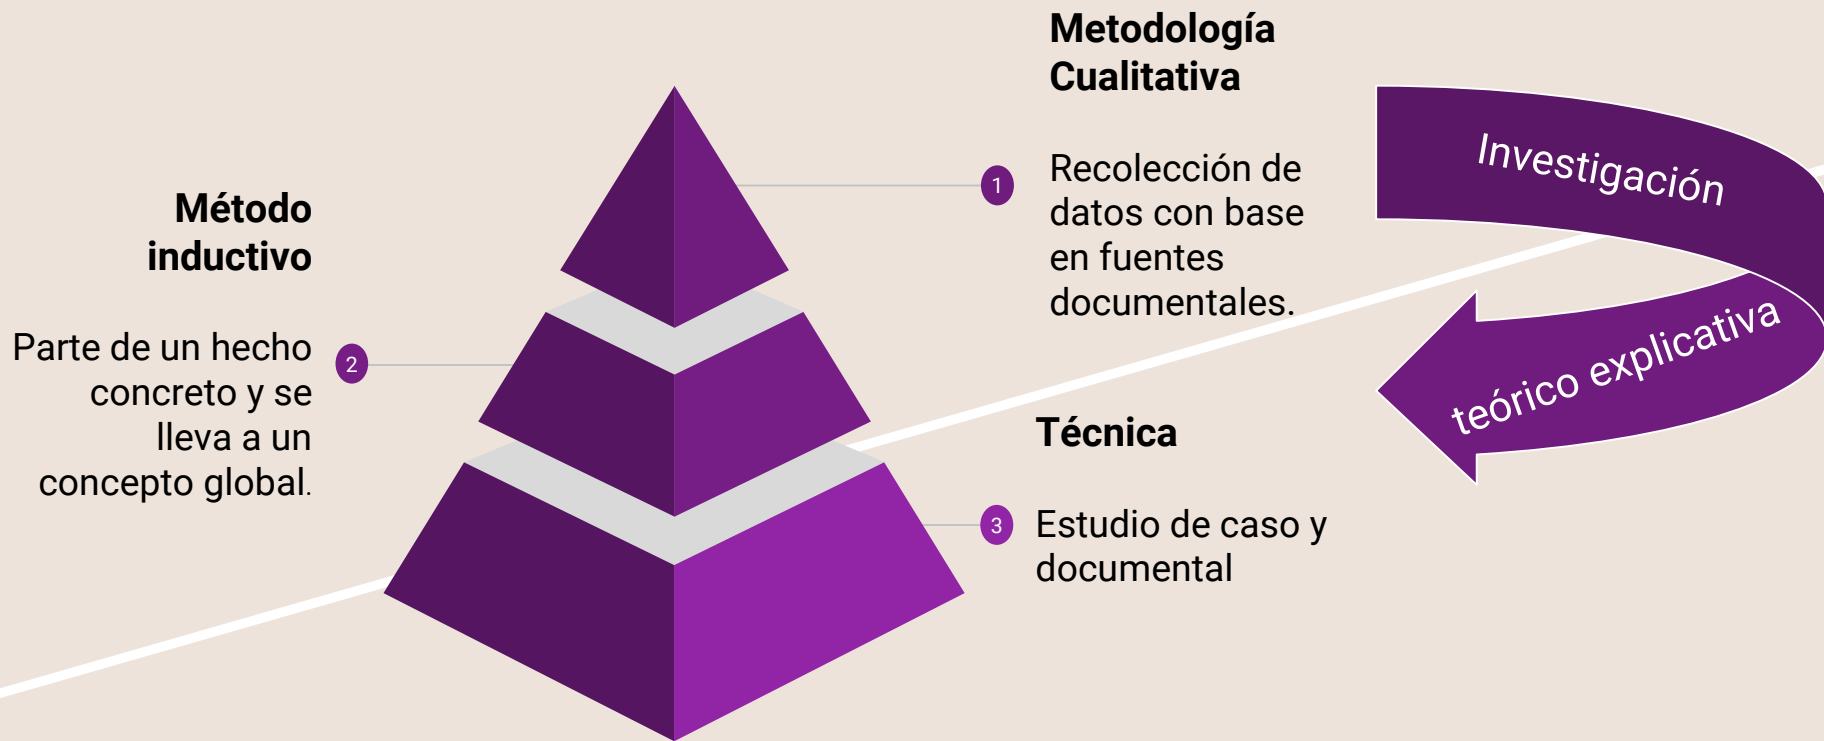 Metodología
Cualitativa
1
Recolección de
datos con base
en fuentes
documentales.
Método
inductivo
2
Parte de un hecho
concreto y se
lleva a un
concepto global.
Técnica
3
Estudio de caso y
documental
Investigación
teórico explicativa